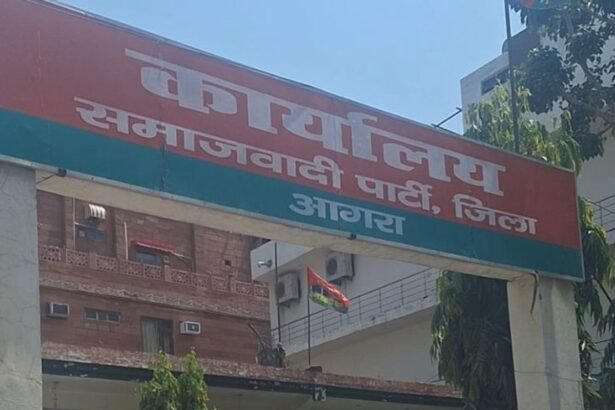 कार्यालय
समाजवादी पार्टी, जिला
आगरा